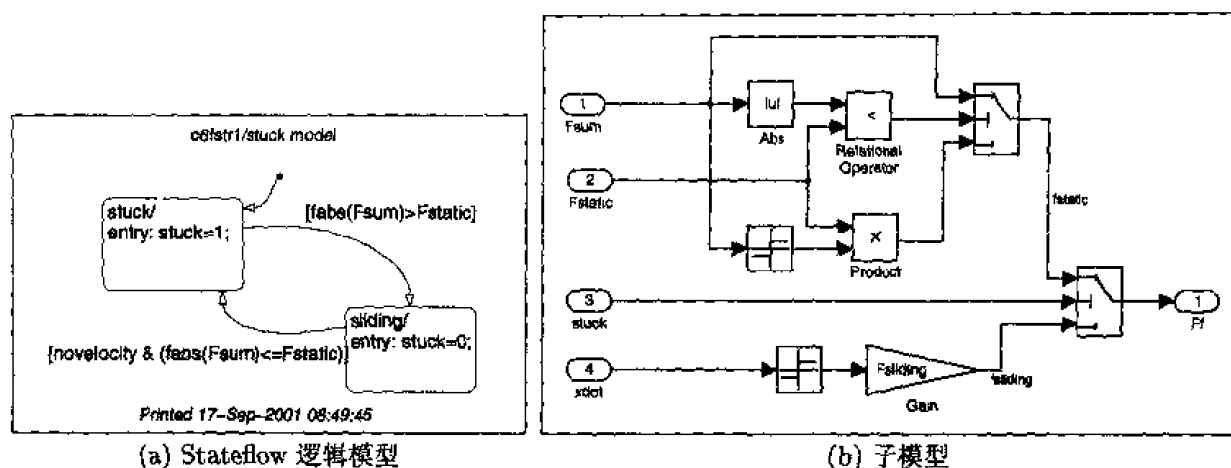 c6fstr1/stuck model
stuck/
entry: stuck=1;
[fabs(Fsum)>Fstatic]
sliding/
entry: stuck=0;
[novelocity & (fabs(Fsum)<=Fstatic)]
Printed 17-Sep-2001 08:49:45
(a) Stateflow 逻辑模型
1
Fsum
|u|
Abs
<
Relational
Operator
2
Fstatic
×
Product
fstatic
3
stuck
1
Ff
4
xdot
Fsliding
Gain
fsliding
(b) 子模型